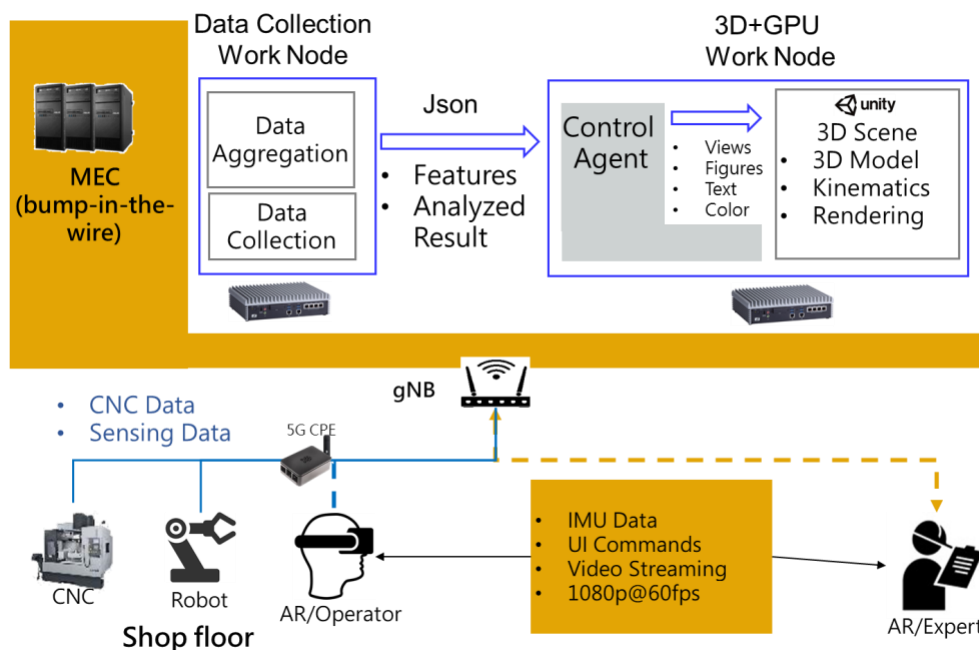 Data Collection
Work Node
3D+GPU
Work Node
MEC
(bump-in-the-
wire)
Data
Aggregation
Data
Collection
Json
• Features
• Analyzed
Result
Control
Agent
• Views
• Figures
• Text
• Color
unity
3D Scene
• 3D Model
• Kinematics
• Rendering
gNB
• CNC Data
• Sensing Data
5G CPE
CNC
Robot
AR/Operator
Shop floor
• IMU Data
• UI Commands
• Video Streaming
• 1080p@60fps
AR/Expert